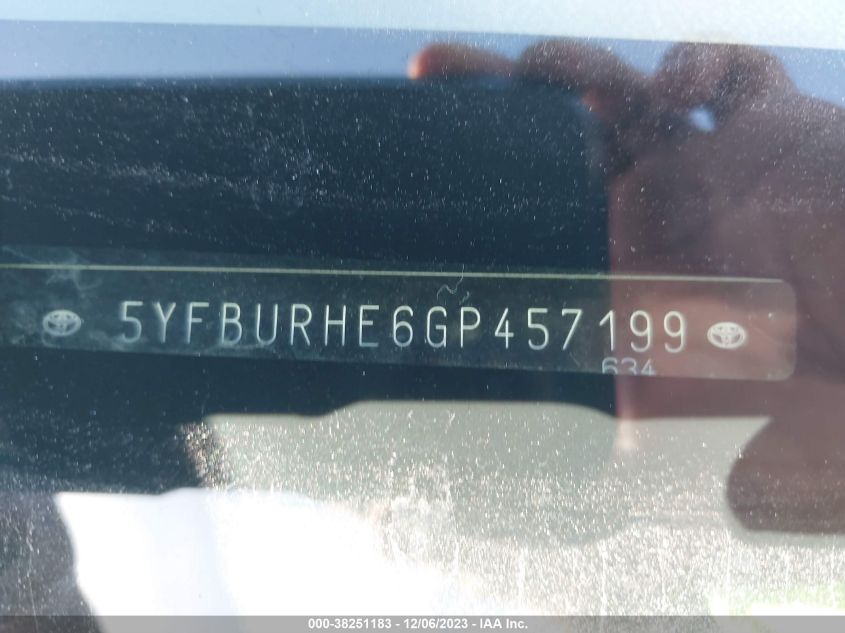 5YFBURHE6GP457199
634
000-38251183 - 12/06/2023 - IAA Inc.